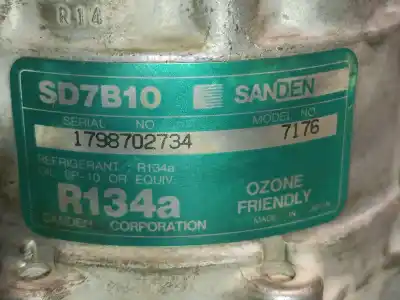 R14
SD7B10 SANDEN
SERIAL NO MODEL NO.
1798702734 7176
REFRIGERANT : R134a
OIL SP-10 OR EQUIV.
R134a OZONE FRIENDLY
SANDEN CORPORATION MADE IN JAPAN